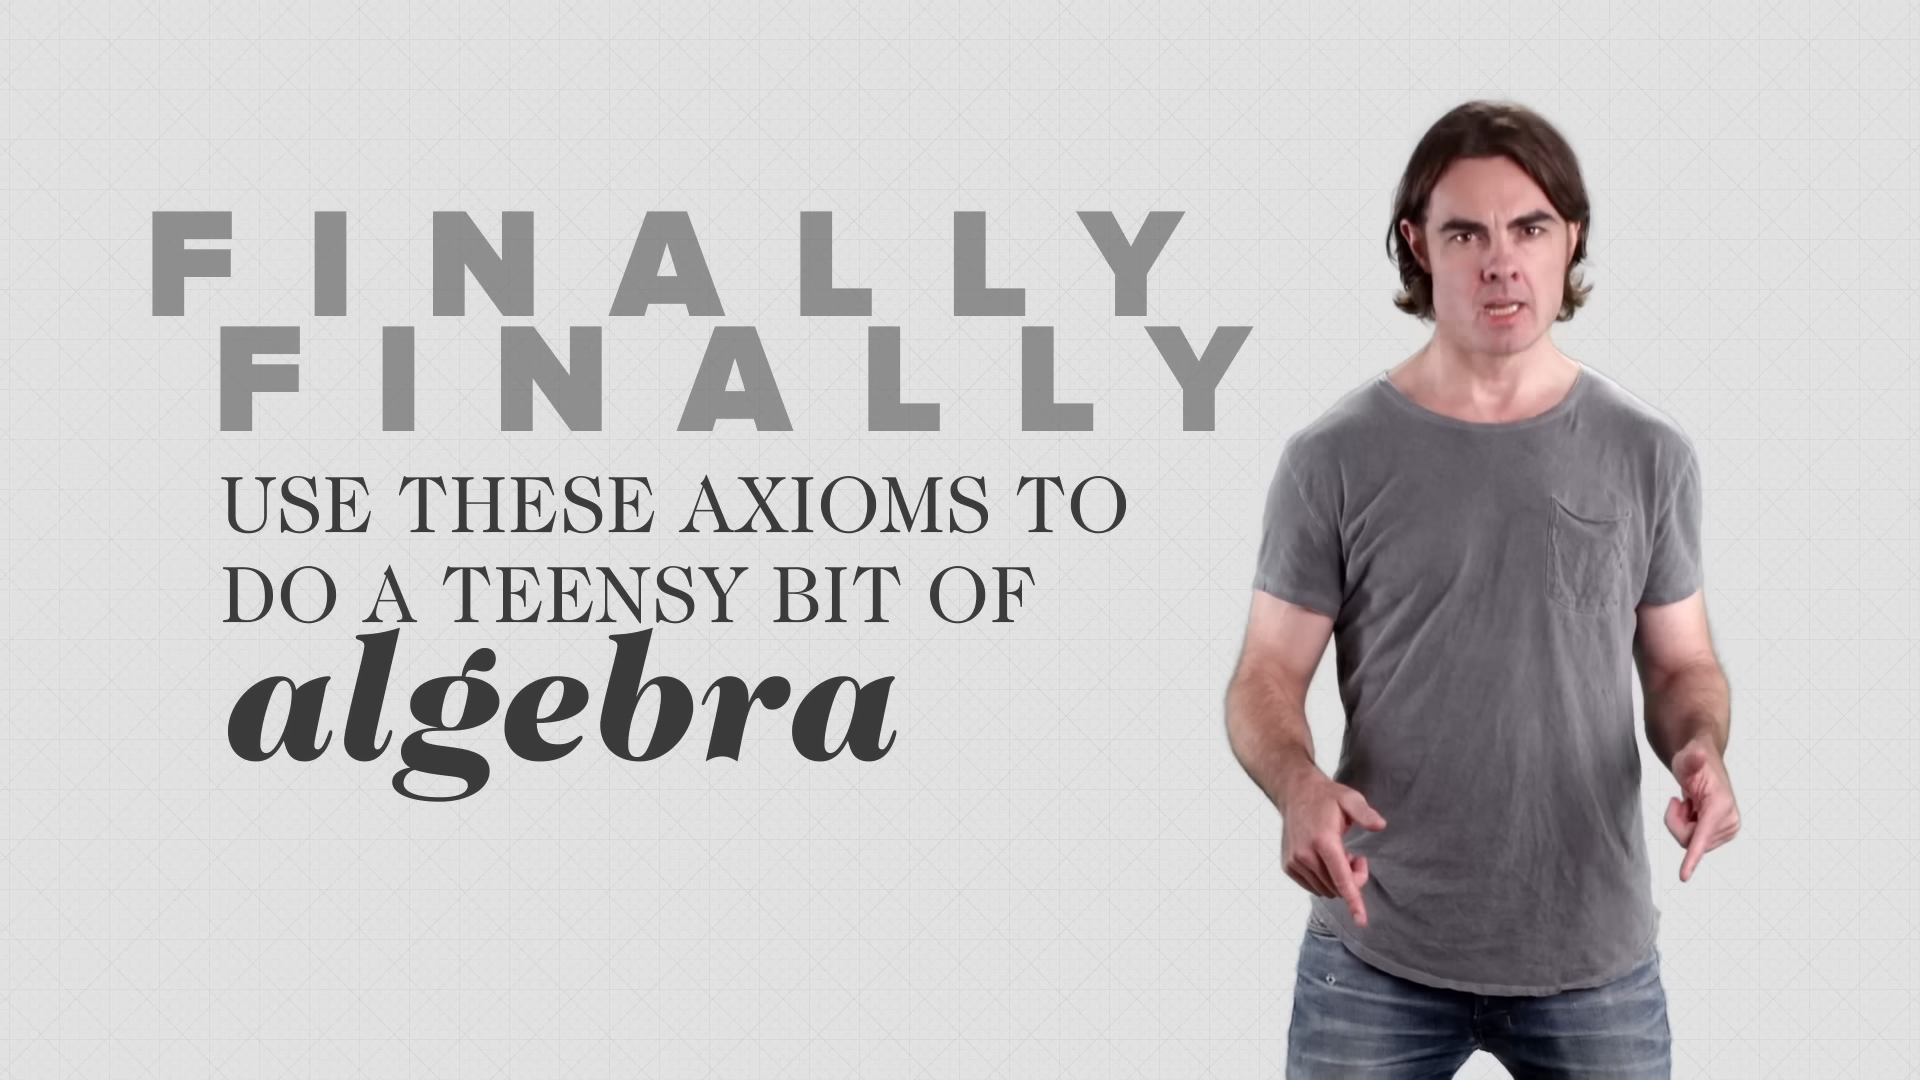 FINALLY
FINALLY
USE THESE AXIOMS TO
DO A TEENSY BIT OF
algebra